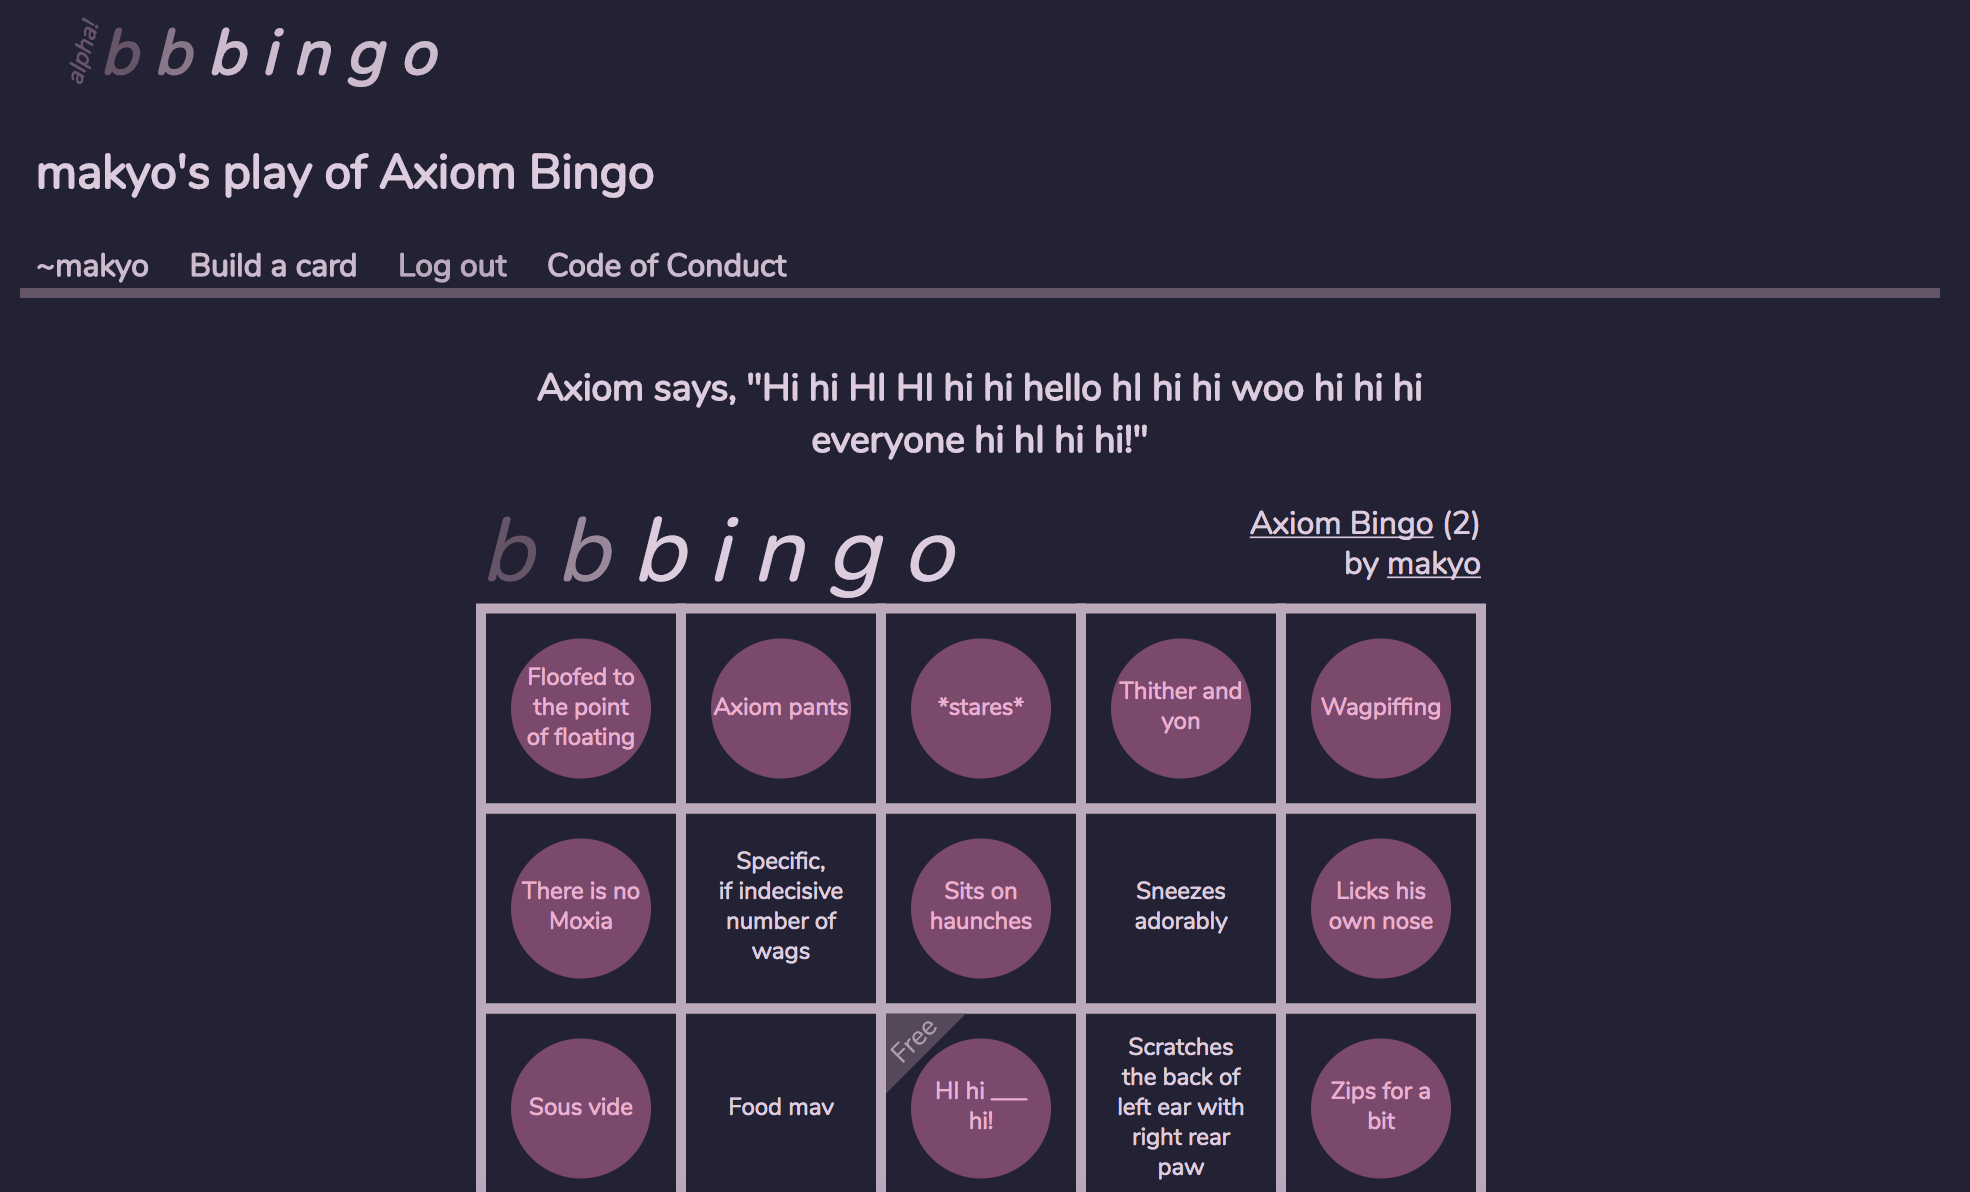 alpha!
b b b i n g o
makyo's play of Axiom Bingo
~makyo Build a card Log out Code of Conduct
Axiom says, "Hi hi HI HI hi hi hello hI hi hi woo hi hi hi
everyone hi hI hi hi!"
b b b i n g o
Axiom Bingo (2)
by makyo
Floofed to
the point
of floating
Axiom pants
*stares*
Thither and
yon
Wagpiffing
There is no
Moxia
Specific,
if indecisive
number of
wags
Sits on
haunches
Sneezes
adorably
Licks his
own nose
Sous vide
Food mav
Free
HI hi ___
hi!
Scratches
the back of
left ear with
right rear
paw
Zips for a
bit